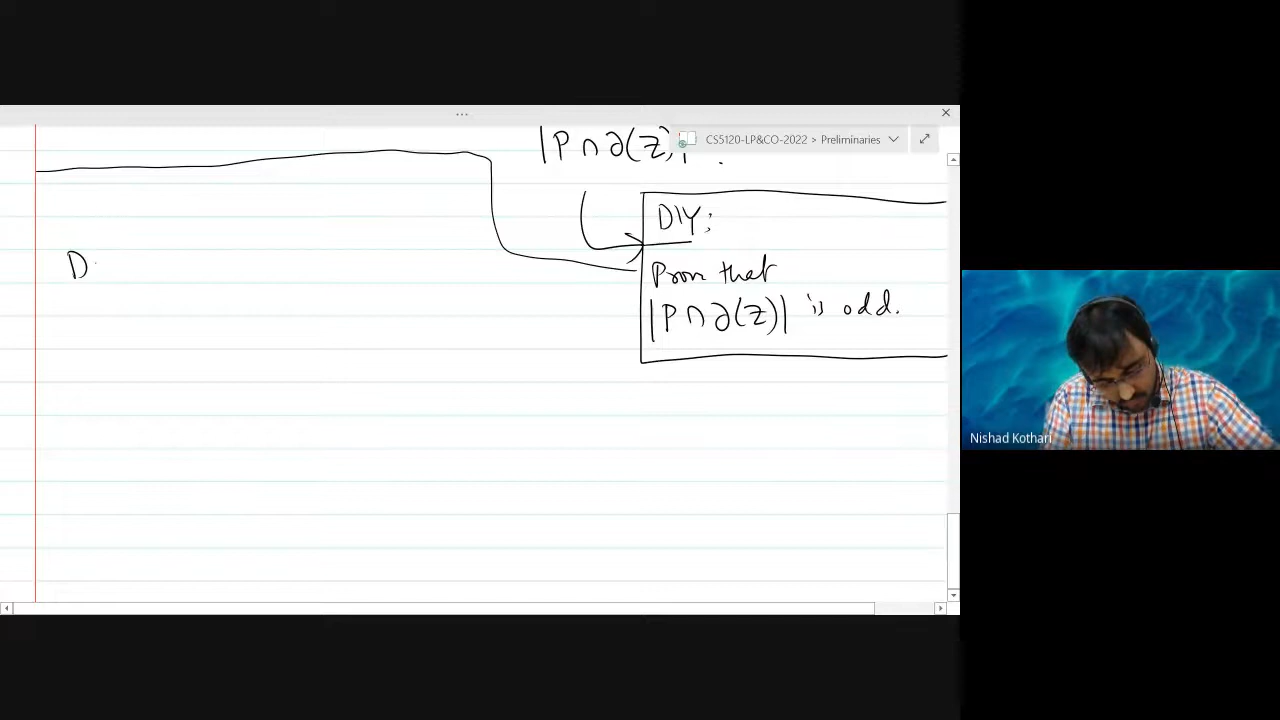 |P ∩ ∂(Z)|
CS5120-LP&CO-2022 > Preliminaries
DIY:
Prove that
|P ∩ ∂(Z)| is odd.
D
Nishad Kothari